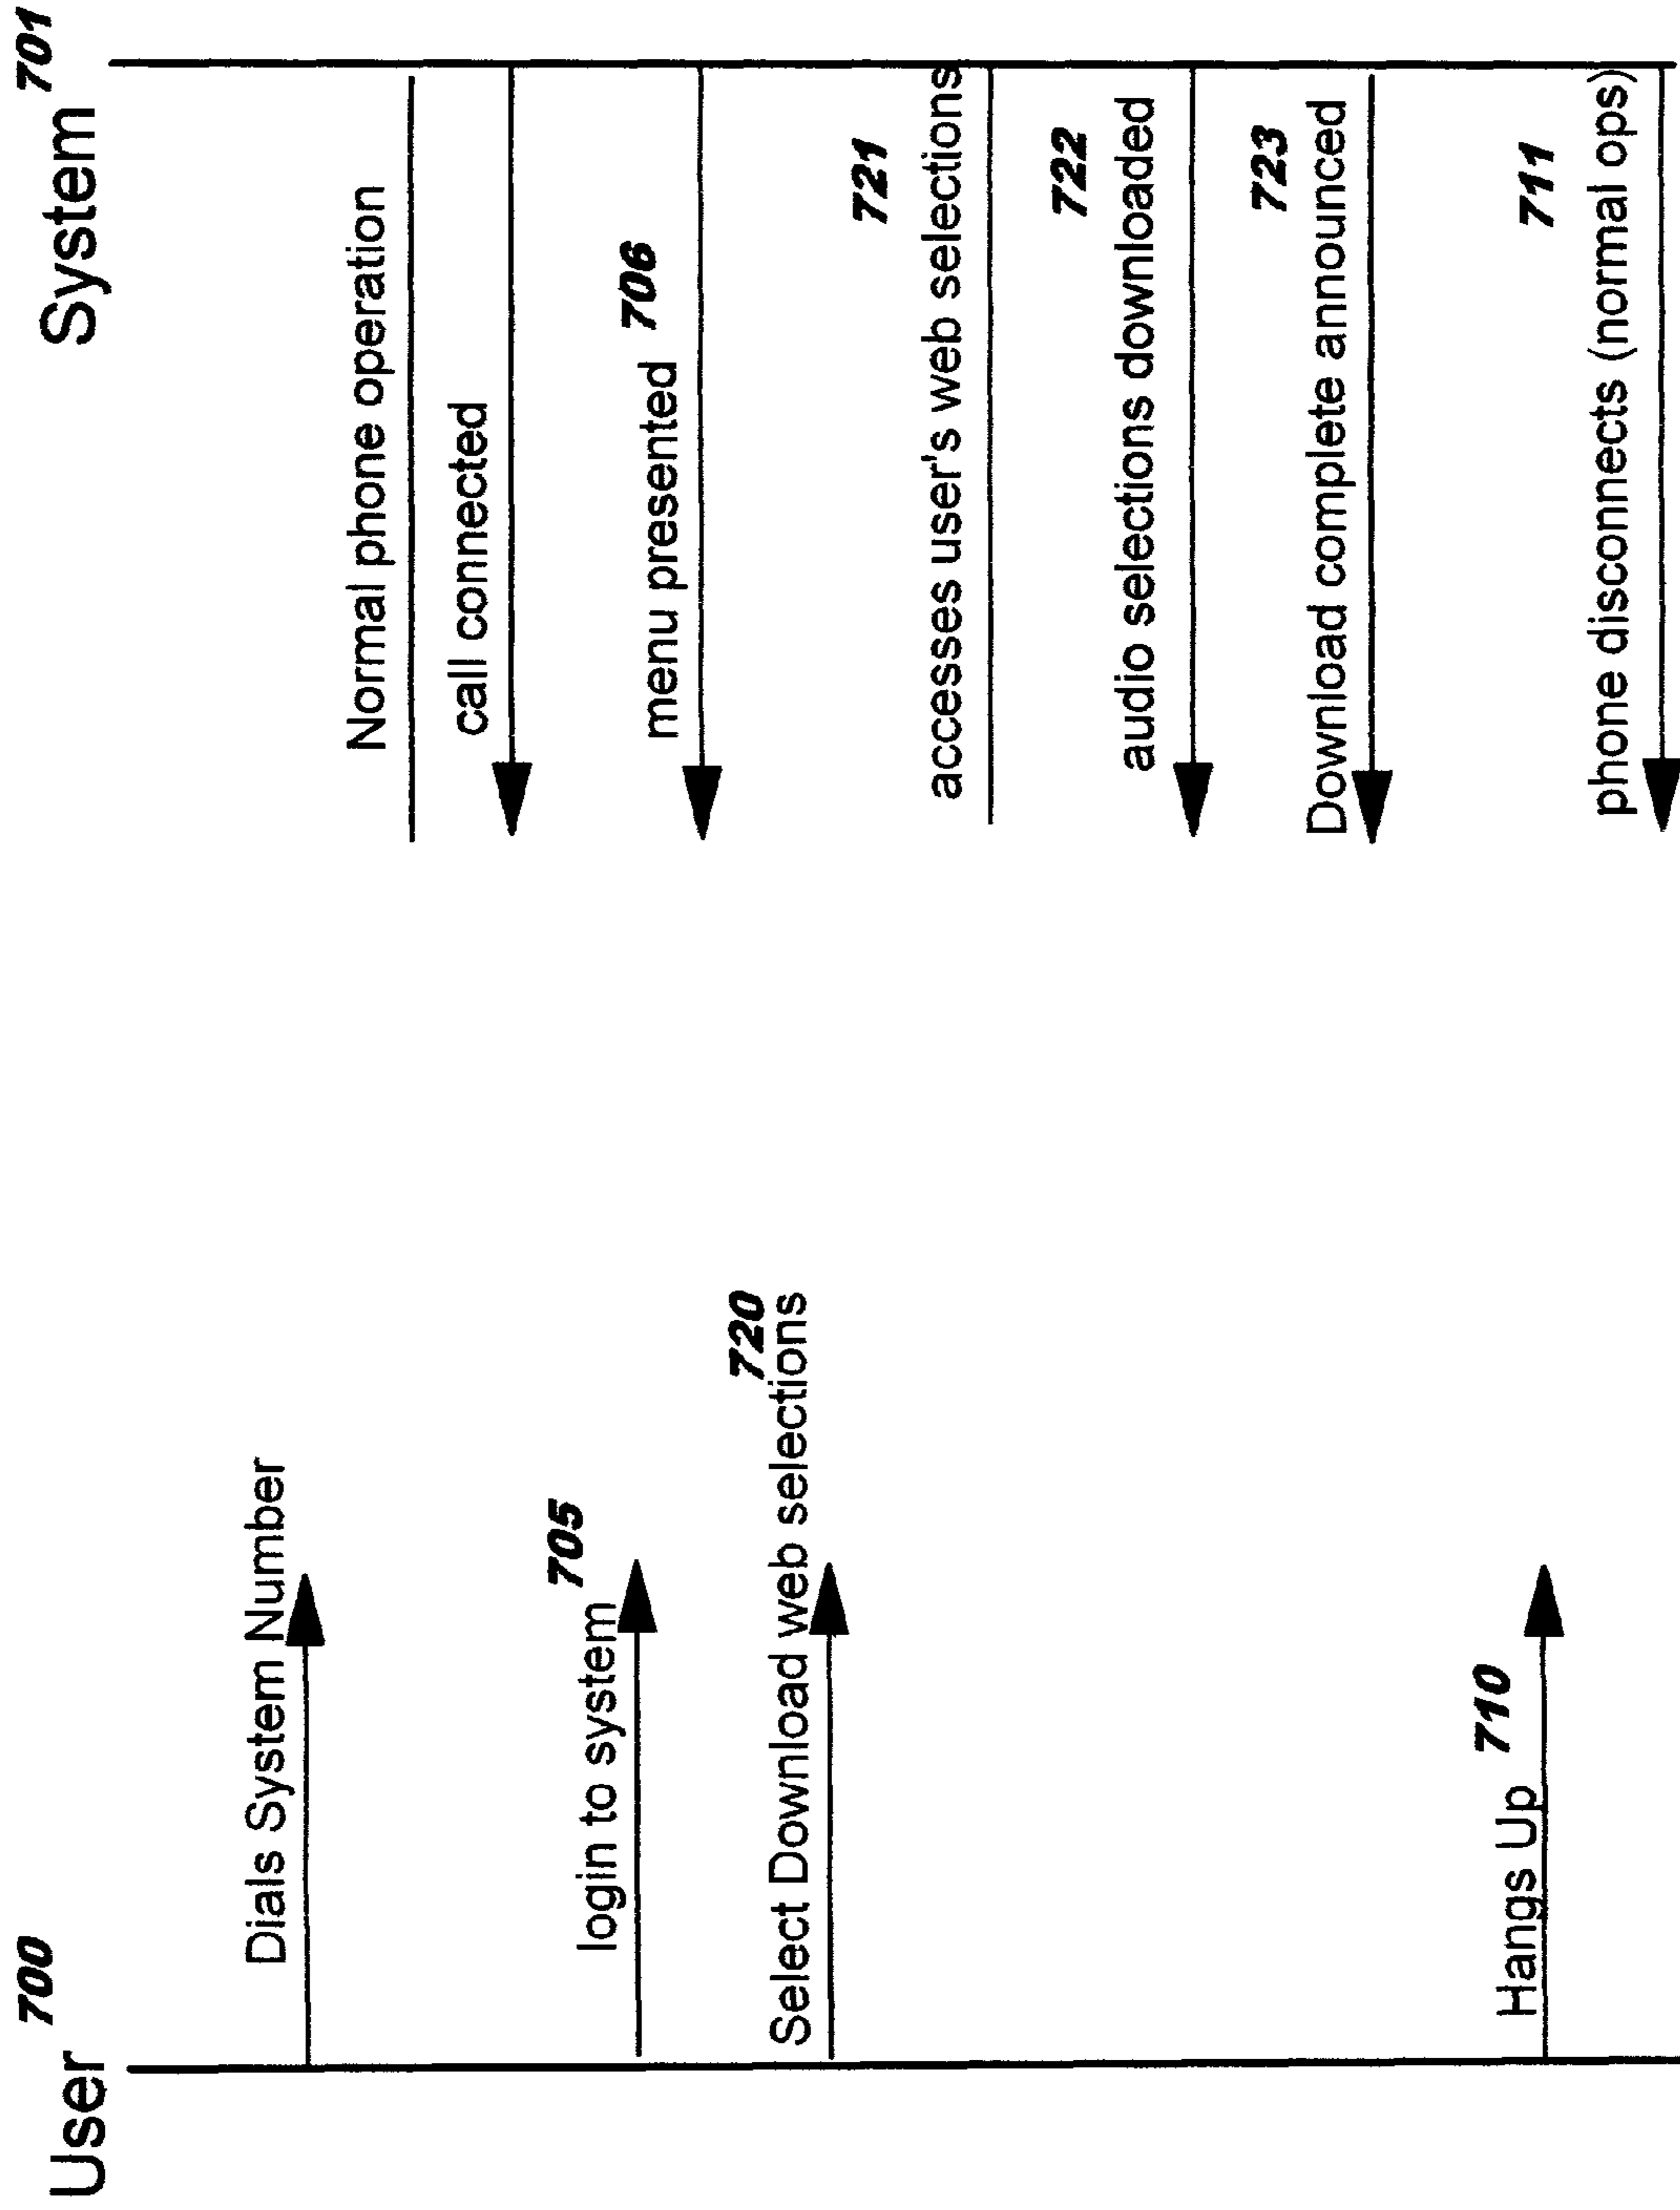 User 700
System 701
Dials System Number
Normal phone operation
call connected
705
login to system
706
menu presented
720
Select Download web selections
721
accesses user's web selections
722
audio selections downloaded
723
Download complete announced
710
Hangs Up
711
phone disconnects (normal ops)